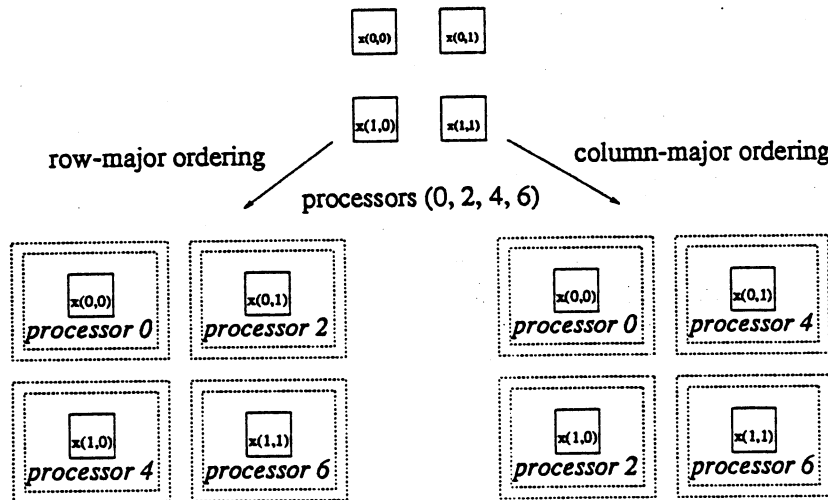 x(0,0) x(0,1)
x(1,0) x(1,1)
row-major ordering column-major ordering
processors (0, 2, 4, 6)
x(0,0) x(0,1) x(0,0) x(0,1)
processor 0 processor 2 processor 0 processor 4
x(1,0) x(1,1) x(1,0) x(1,1)
processor 4 processor 6 processor 2 processor 6